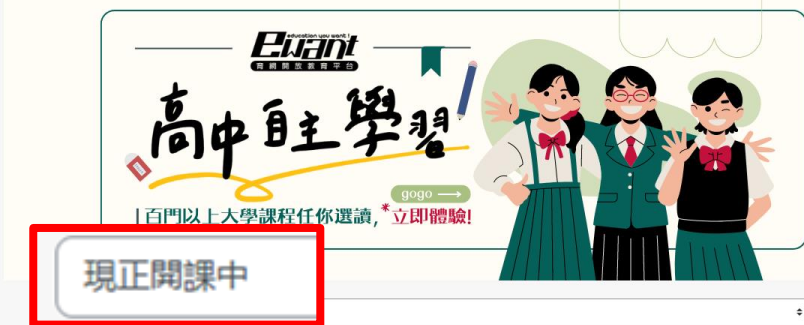 education you want !
ewant
育網開放教育平台
高中自主學習
gogo
百門以上大學課程任你選讀,*立即體驗!
現正開課中